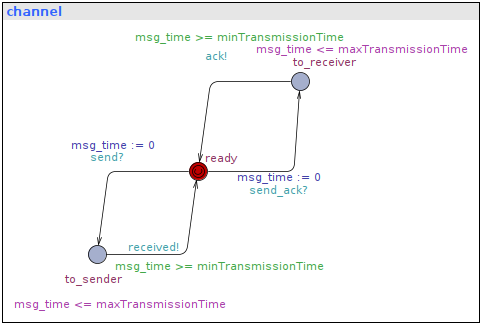 channel
msg_time >= minTransmissionTime
msg_time <= maxTransmissionTime
ack!
to_receiver
msg_time := 0
send?
ready
msg_time := 0
send_ack?
received!
msg_time >= minTransmissionTime
to_sender
msg_time <= maxTransmissionTime